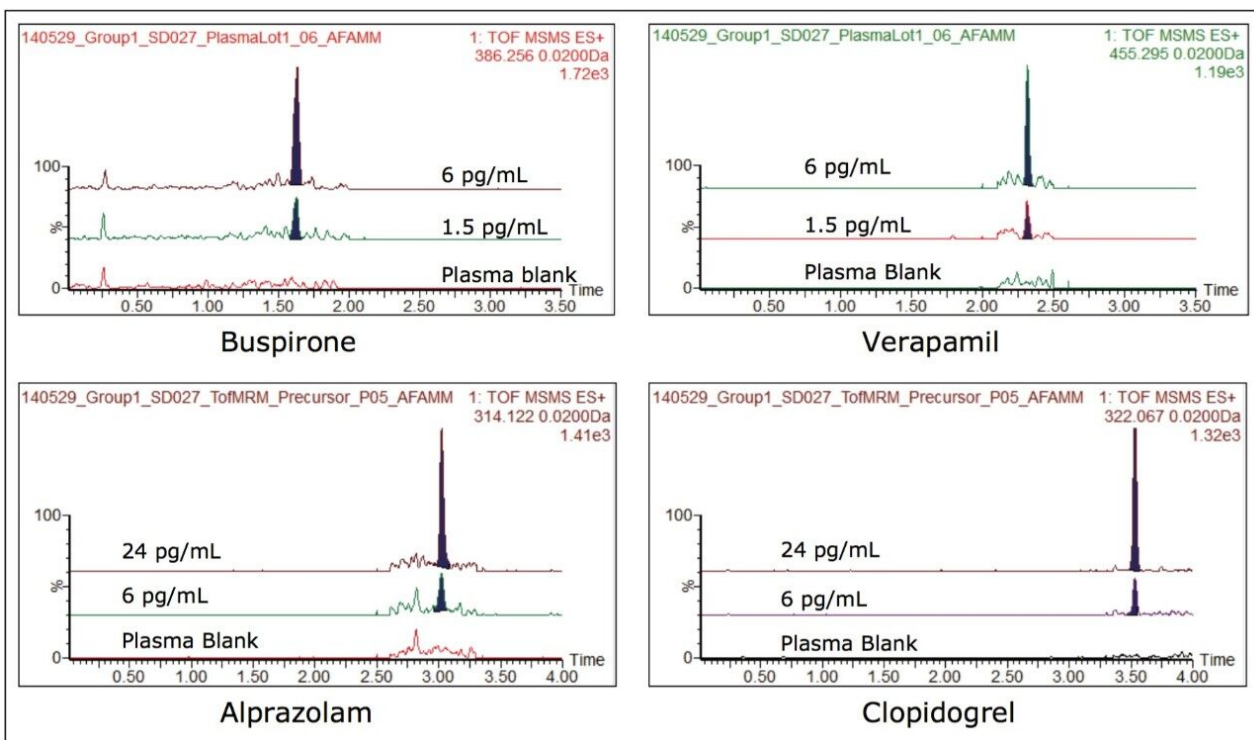 140529_Group1_SD027_PlasmaLot1_06_AFAMM 1: TOF MSMS ES+
386.256 0.0200Da
1.72e3
100
6 pg/mL
%
1.5 pg/mL
Plasma blank
0
Time
0.50 1.00 1.50 2.00 2.50 3.00 3.50
Buspirone
140529_Group1_SD027_PlasmaLot1_06_AFAMM 1: TOF MSMS ES+
455.295 0.0200Da
1.19e3
100
6 pg/mL
%
1.5 pg/mL
Plasma Blank
0
Time
0.50 1.00 1.50 2.00 2.50 3.00 3.50
Verapamil
140529_Group1_SD027_TofMRM_Precursor_P05_AFAMM 1: TOF MSMS ES+
314.122 0.0200Da
1.41e3
100
24 pg/mL
%
6 pg/mL
Plasma Blank
0
Time
0.50 1.00 1.50 2.00 2.50 3.00 3.50 4.00
Alprazolam
140529_Group1_SD027_TofMRM_Precursor_P05_AFAMM 1: TOF MSMS ES+
322.067 0.0200Da
1.32e3
100
24 pg/mL
%
6 pg/mL
Plasma Blank
0
Time
0.50 1.00 1.50 2.00 2.50 3.00 3.50 4.00
Clopidogrel